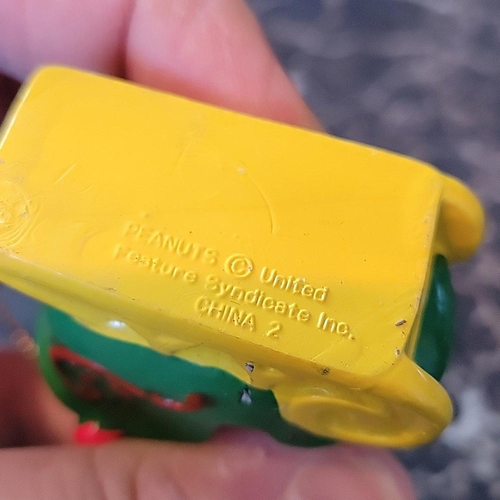 PEANUTS © United
Feature Syndicate Inc.
CHINA 2